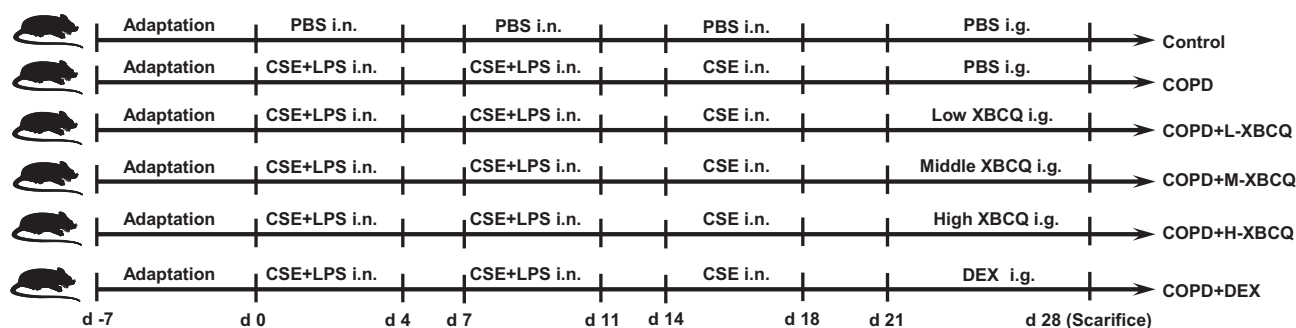 Adaptation PBS i.n. PBS i.n. PBS i.n. PBS i.g. Control
Adaptation CSE+LPS i.n. CSE+LPS i.n. CSE i.n. PBS i.g. COPD
Adaptation CSE+LPS i.n. CSE+LPS i.n. CSE i.n. Low XBCQ i.g. COPD+L-XBCQ
Adaptation CSE+LPS i.n. CSE+LPS i.n. CSE i.n. Middle XBCQ i.g. COPD+M-XBCQ
Adaptation CSE+LPS i.n. CSE+LPS i.n. CSE i.n. High XBCQ i.g. COPD+H-XBCQ
Adaptation CSE+LPS i.n. CSE+LPS i.n. CSE i.n. DEX i.g. COPD+DEX
d -7 d 0 d 4 d 7 d 11 d 14 d 18 d 21 d 28 (Scarifice)